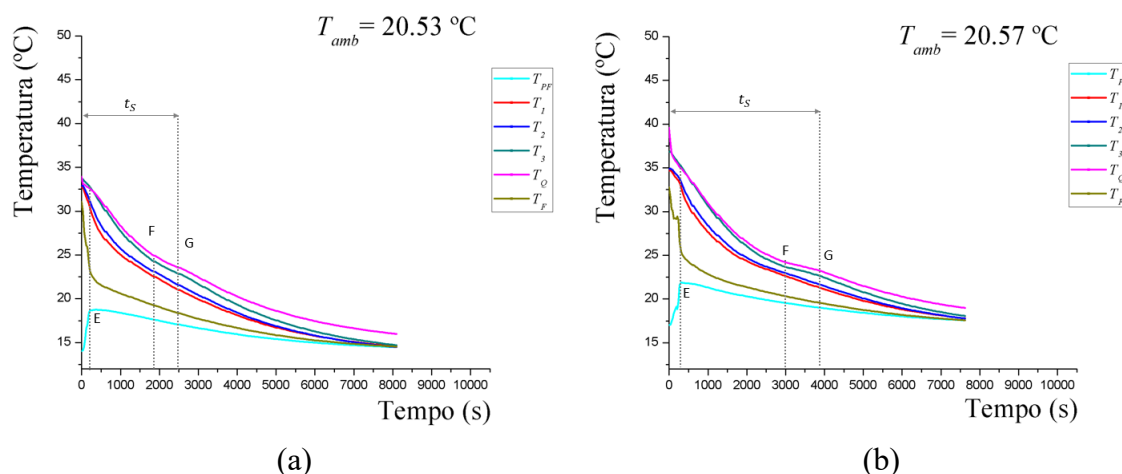 T_amb = 20.53 ºC
Temperatura (ºC)
50
45
40
35
30
25
20
15
t_S
E
F
G
T_PF
T_1
T_2
T_3
T_Q
T_F
0 1000 2000 3000 4000 5000 6000 7000 8000 9000 10000
Tempo (s)
(a)
T_amb = 20.57 ºC
Temperatura (ºC)
50
45
40
35
30
25
20
15
t_S
E
F
G
T_1
T_2
T_3
T_Q
0 1000 2000 3000 4000 5000 6000 7000 8000 9000 10000
Tempo (s)
(b)